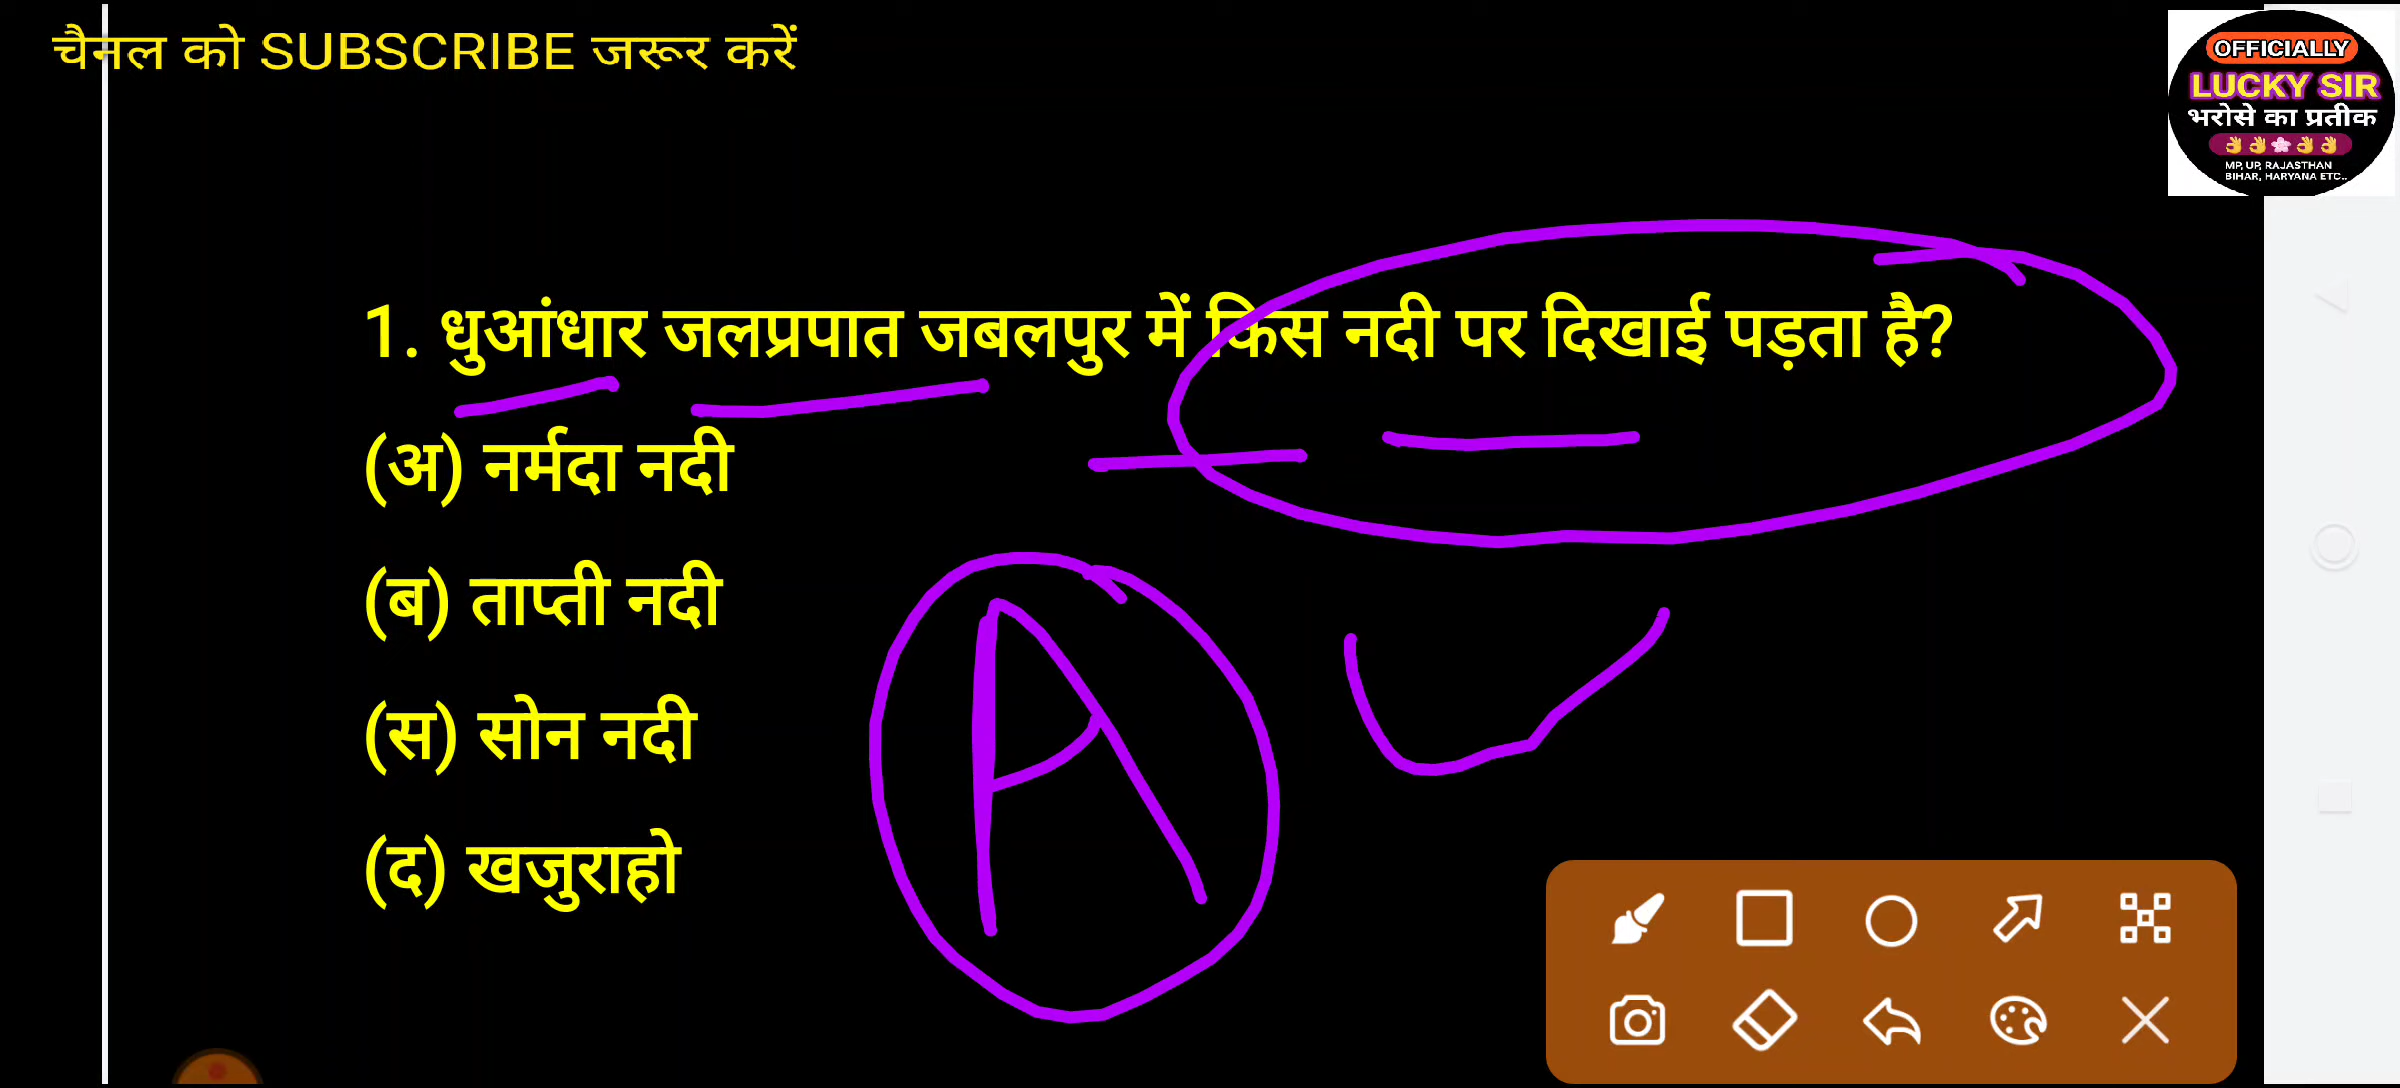 चैनल को SUBSCRIBE जरूर करें
OFFICIALLY
LUCKY SIR
भरोसे का प्रतीक
👌👌🌸👌👌
MP, UP, RAJASTHAN
BIHAR, HARYANA ETC..
1. धुआंधार जलप्रपात जबलपुर में किस नदी पर दिखाई पड़ता है?
(अ) नर्मदा नदी
(ब) ताप्ती नदी
(स) सोन नदी
(द) खजुराहो
A